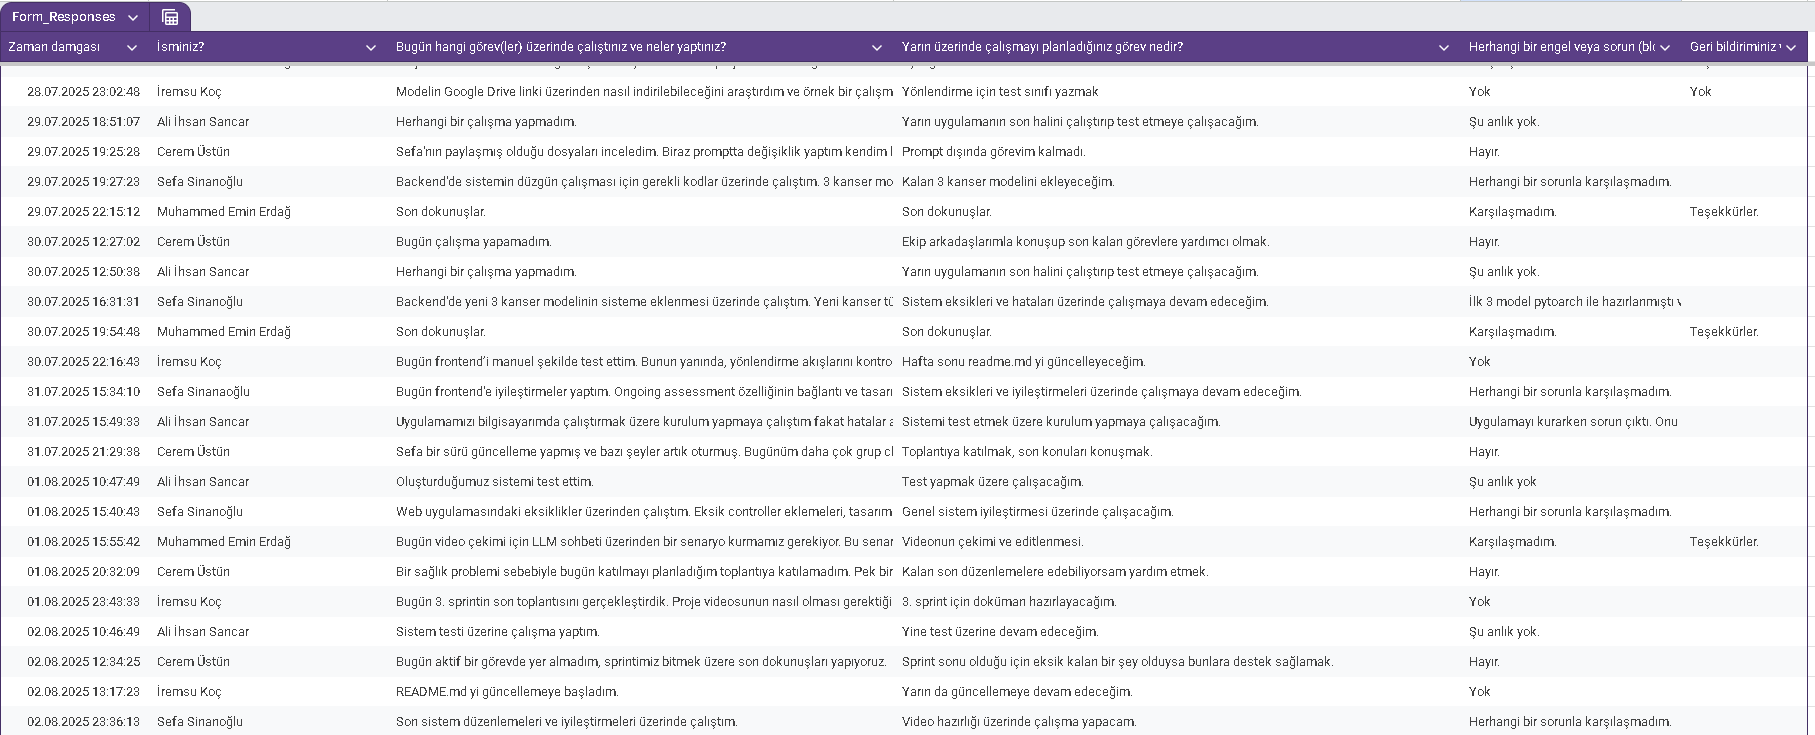 Form_Responses
Zaman damgası İsminiz? Bugün hangi görev(ler) üzerinde çalıştınız ve neler yaptınız? Yarın üzerinde çalışmayı planladığınız görev nedir? Herhangi bir engel veya sorun (blo Geri bildiriminiz
28.07.2025 23:02:48 İremsu Koç Modelin Google Drive linki üzerinden nasıl indirilebileceğini araştırdım ve örnek bir çalışm Yönlendirme için test sınıfı yazmak Yok Yok
29.07.2025 18:51:07 Ali İhsan Sancar Herhangi bir çalışma yapmadım. Yarın uygulamanın son halini çalıştırıp test etmeye çalışacağım. Şu anlık yok.
29.07.2025 19:25:28 Cerem Üstün Sefa'nın paylaşmış olduğu dosyaları inceledim. Biraz promptta değişiklik yaptım kendim Prompt dışında görevim kalmadı. Hayır.
29.07.2025 19:27:23 Sefa Sinanoğlu Backend'de sistemin düzgün çalışması için gerekli kodlar üzerinde çalıştım. 3 kanser mo Kalan 3 kanser modelini ekleyeceğim. Herhangi bir sorunla karşılaşmadım.
29.07.2025 22:15:12 Muhammed Emin Erdağ Son dokunuşlar. Son dokunuşlar. Karşılaşmadım. Teşekkürler.
30.07.2025 12:27:02 Cerem Üstün Bugün çalışma yapamadım. Ekip arkadaşlarımla konuşup son kalan görevlere yardımcı olmak. Hayır.
30.07.2025 12:50:38 Ali İhsan Sancar Herhangi bir çalışma yapmadım. Yarın uygulamanın son halini çalıştırıp test etmeye çalışacağım. Şu anlık yok.
30.07.2025 16:31:31 Sefa Sinanoğlu Backend'de yeni 3 kanser modelinin sisteme eklenmesi üzerinde çalıştım. Yeni kanser tü Sistem eksikleri ve hataları üzerinde çalışmaya devam edeceğim. İlk 3 model pytoarch ile hazırlanmıştı
30.07.2025 19:54:48 Muhammed Emin Erdağ Son dokunuşlar. Son dokunuşlar. Karşılaşmadım. Teşekkürler.
30.07.2025 22:16:43 İremsu Koç Bugün frontend'i manuel şekilde test ettim. Bunun yanında, yönlendirme akışlarını kontro Hafta sonu readme.md yi güncelleyeceğim. Yok
31.07.2025 15:34:10 Sefa Sinanaoğlu Bugün frontend'e iyileştirmeler yaptım. Ongoing assessment özelliğinin bağlantı ve tasarı Sistem eksikleri ve iyileştirmeleri üzerinde çalışmaya devam edeceğim. Herhangi bir sorunla karşılaşmadım.
31.07.2025 15:49:33 Ali İhsan Sancar Uygulamamızı bilgisayarımda çalıştırmak üzere kurulum yapmaya çalıştım fakat hatalar Sistemi test etmek üzere kurulum yapmaya çalışacağım. Uygulamayı kurarken sorun çıktı. Onu
31.07.2025 21:29:38 Cerem Üstün Sefa bir sürü güncelleme yapmış ve bazı şeyler artık oturmuş. Bugünüm daha çok grup Toplantıya katılmak, son konuları konuşmak. Hayır.
01.08.2025 10:47:49 Ali İhsan Sancar Oluşturduğumuz sistemi test ettim. Test yapmak üzere çalışacağım. Şu anlık yok
01.08.2025 15:40:43 Sefa Sinanoğlu Web uygulamasındaki eksiklikler üzerinden çalıştım. Eksik controller eklemeleri, tasarım Genel sistem iyileştirmesi üzerinde çalışacağım. Herhangi bir sorunla karşılaşmadım.
01.08.2025 15:55:42 Muhammed Emin Erdağ Bugün video çekimi için LLM sohbeti üzerinden bir senaryo kurmamız gerekiyor. Bu senar Videonun çekimi ve editlenmesi. Karşılaşmadım. Teşekkürler.
01.08.2025 20:32:09 Cerem Üstün Bir sağlık problemi sebebiyle bugün katılmayı planladığım toplantıya katılamadım. Pek bir Kalan son düzenlemelere edebiliyorsam yardım etmek. Hayır.
01.08.2025 23:43:33 İremsu Koç Bugün 3. sprintin son toplantısını gerçekleştirdik. Proje videosunun nasıl olması gerektiği 3. sprint için doküman hazırlayacağım. Yok
02.08.2025 10:46:49 Ali İhsan Sancar Sistem testi üzerine çalışma yaptım. Yine test üzerine devam edeceğim. Şu anlık yok.
02.08.2025 12:34:25 Cerem Üstün Bugün aktif bir görevde yer almadım, sprintimiz bitmek üzere son dokunuşları yapıyoruz. Sprint sonu olduğu için eksik kalan bir şey olduysa bunlara destek sağlamak. Hayır.
02.08.2025 13:17:23 İremsu Koç README.md yi güncellemeye başladım. Yarın da güncellemeye devam edeceğim. Yok
02.08.2025 23:36:13 Sefa Sinanoğlu Son sistem düzenlemeleri ve iyileştirmeleri üzerinde çalıştım. Video hazırlığı üzerinde çalışma yapacam. Herhangi bir sorunla karşılaşmadım.